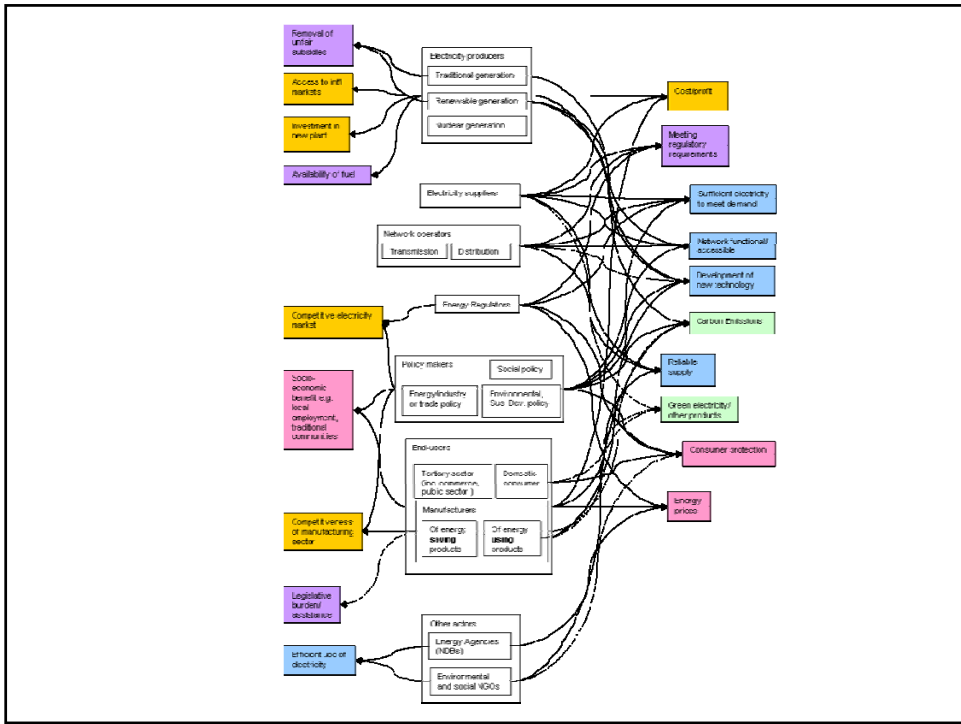 Removal of
unfair
subsidies
Access to intl
markets
Investment in
new plant
Availability of fuel
Competitive electricity
market
Socio-
economic
benefit e.g.
local
employment,
traditional
communities
Competitiveness
of manufacturing
sector
Legislative
burden/
assistance
Efficient use of
electricity
Electricity producers
Traditional generation
Renewable generation
Nuclear generation
Electricity suppliers
Network operators
Transmission
Distribution
Energy Regulators
Policy makers
Social policy
Energy/industry
or trade policy
Environmental,
Sus. Dev. policy
End-users
Tertiary sector
(inc. commerce,
public sector )
Domestic
consumer
Manufacturers
Of energy
saving
products
Of energy
using
products
Other actors
Energy Agencies
(NDBs)
Environmental
and social NGOs
Cost/profit
Meeting
regulatory
requirements
Sufficient electricity
to meet demand
Network functional/
accessible
Development of
new technology
Carbon Emissions
Reliable
supply
Green electricity/
other products
Consumer protection
Energy
prices